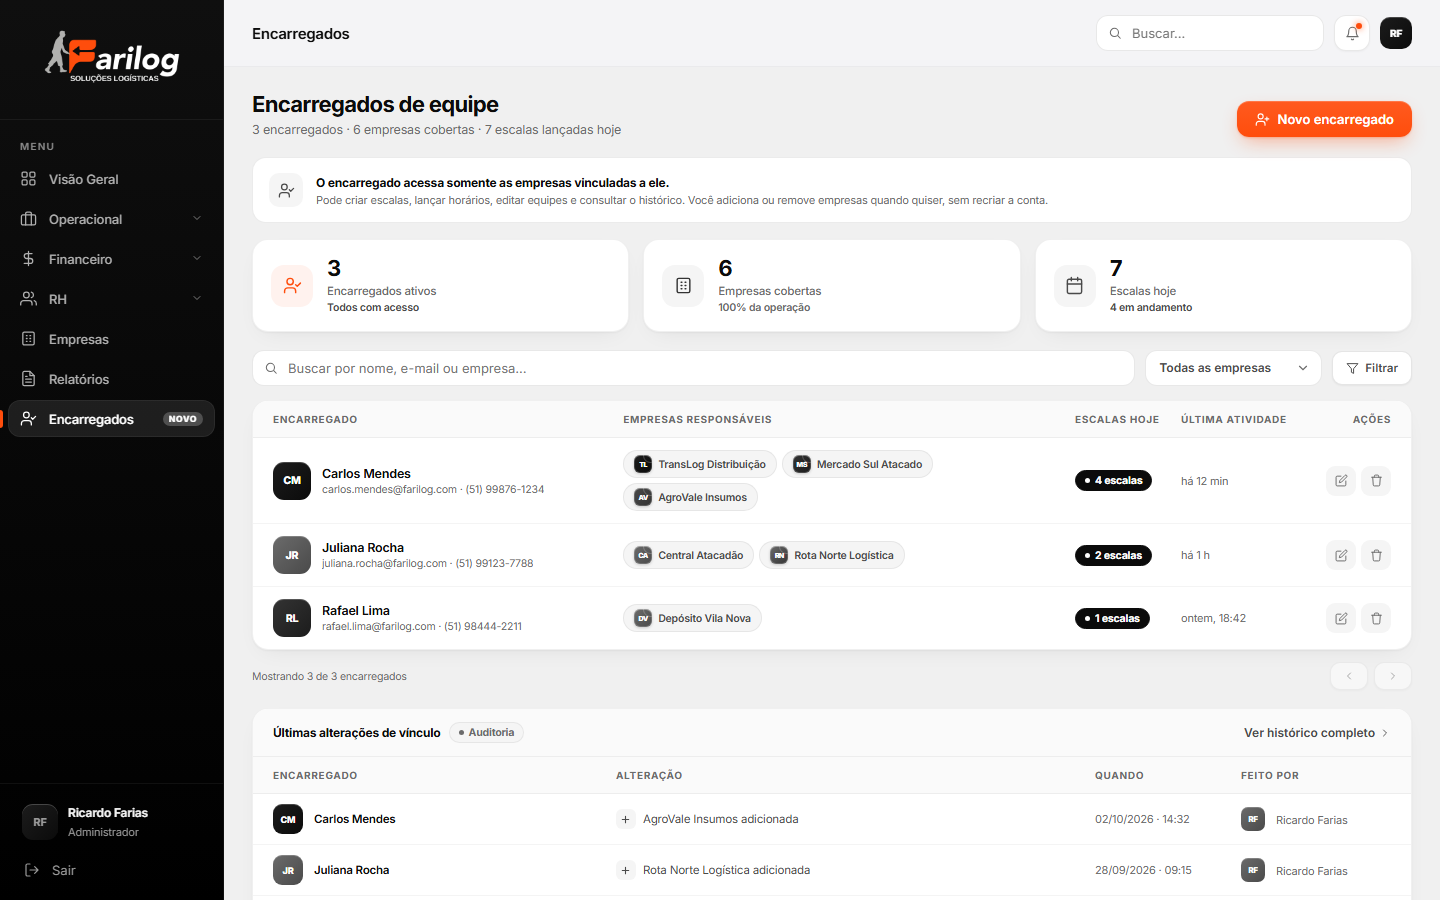 Farilog
SOLUÇÕES LOGÍSTICAS
MENU
Visão Geral
Operacional
Financeiro
RH
Empresas
Relatórios
Encarregados NOVO
RF Ricardo Farias
Administrador
Sair
Encarregados
Buscar...
RF
Encarregados de equipe
3 encarregados · 6 empresas cobertas · 7 escalas lançadas hoje
Novo encarregado
O encarregado acessa somente as empresas vinculadas a ele.
Pode criar escalas, lançar horários, editar equipes e consultar o histórico. Você adiciona ou remove empresas quando quiser, sem recriar a conta.
3
Encarregados ativos
Todos com acesso
6
Empresas cobertas
100% da operação
7
Escalas hoje
4 em andamento
Buscar por nome, e-mail ou empresa...
Todas as empresas
Filtrar
ENCARREGADO EMPRESAS RESPONSÁVEIS ESCALAS HOJE ÚLTIMA ATIVIDADE AÇÕES
CM Carlos Mendes
carlos.mendes@farilog.com · (51) 99876-1234
TL TransLog Distribuição MS Mercado Sul Atacado
AV AgroVale Insumos
4 escalas
há 12 min
JR Juliana Rocha
juliana.rocha@farilog.com · (51) 99123-7788
CA Central Atacadão RN Rota Norte Logística
2 escalas
há 1 h
RL Rafael Lima
rafael.lima@farilog.com · (51) 98444-2211
DV Depósito Vila Nova
1 escalas
ontem, 18:42
Mostrando 3 de 3 encarregados
Últimas alterações de vínculo Auditoria
Ver histórico completo
ENCARREGADO ALTERAÇÃO QUANDO FEITO POR
CM Carlos Mendes + AgroVale Insumos adicionada 02/10/2026 · 14:32 RF Ricardo Farias
JR Juliana Rocha + Rota Norte Logística adicionada 28/09/2026 · 09:15 RF Ricardo Farias